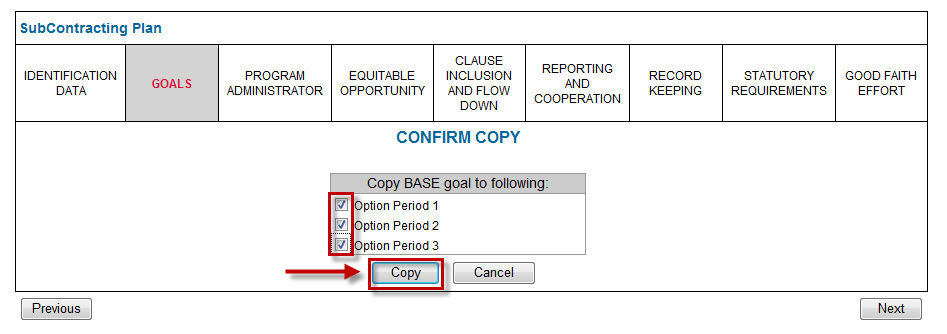 SubContracting Plan
IDENTIFICATION
DATA
GOALS
PROGRAM
ADMINISTRATOR
EQUITABLE
OPPORTUNITY
CLAUSE
INCLUSION
AND FLOW
DOWN
REPORTING
AND
COOPERATION
RECORD
KEEPING
STATUTORY
REQUIREMENTS
GOOD FAITH
EFFORT
CONFIRM COPY
Copy BASE goal to following:
Option Period 1
Option Period 2
Option Period 3
Copy Cancel
Previous Next